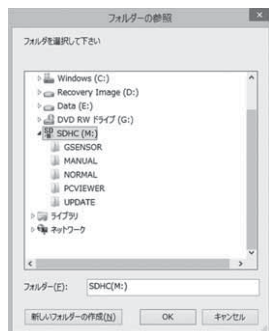 フォルダーの参照
フォルダを選択して下さい
Windows (C:)
Recovery Image (D:)
Data (E:)
DVD RW ドライブ (G:)
SDHC (M:)
GSENSOR
MANUAL
NORMAL
PCVIEWER
UPDATE
ライブラリ
ネットワーク
フォルダー(F): SDHC(M:)
新しいフォルダーの作成(N) OK キャンセル